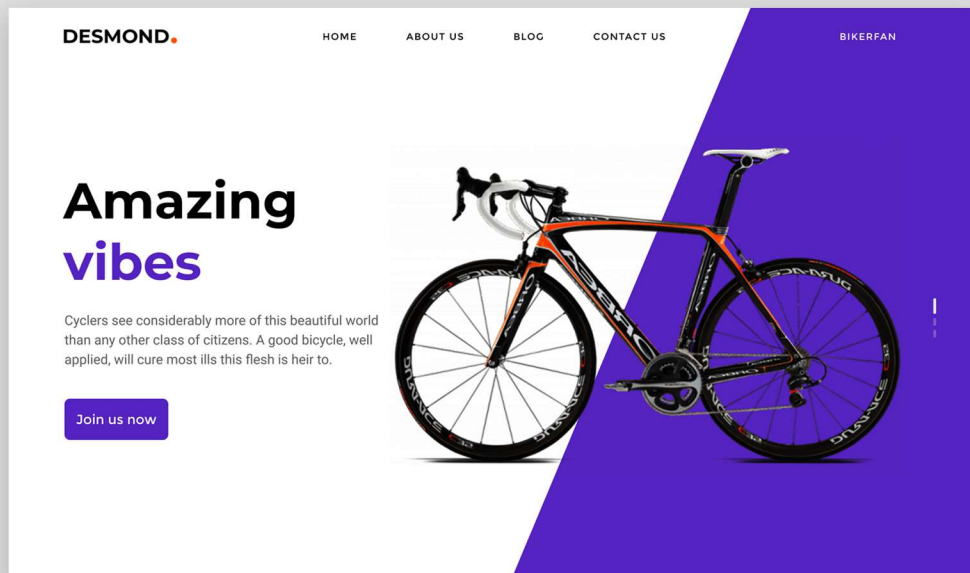 DESMOND.
HOME
ABOUT US
BLOG
CONTACT US
BIKERFAN
Amazing
vibes
Cyclers see considerably more of this beautiful world
than any other class of citizens. A good bicycle, well
applied, will cure most ills this flesh is heir to.
Join us now